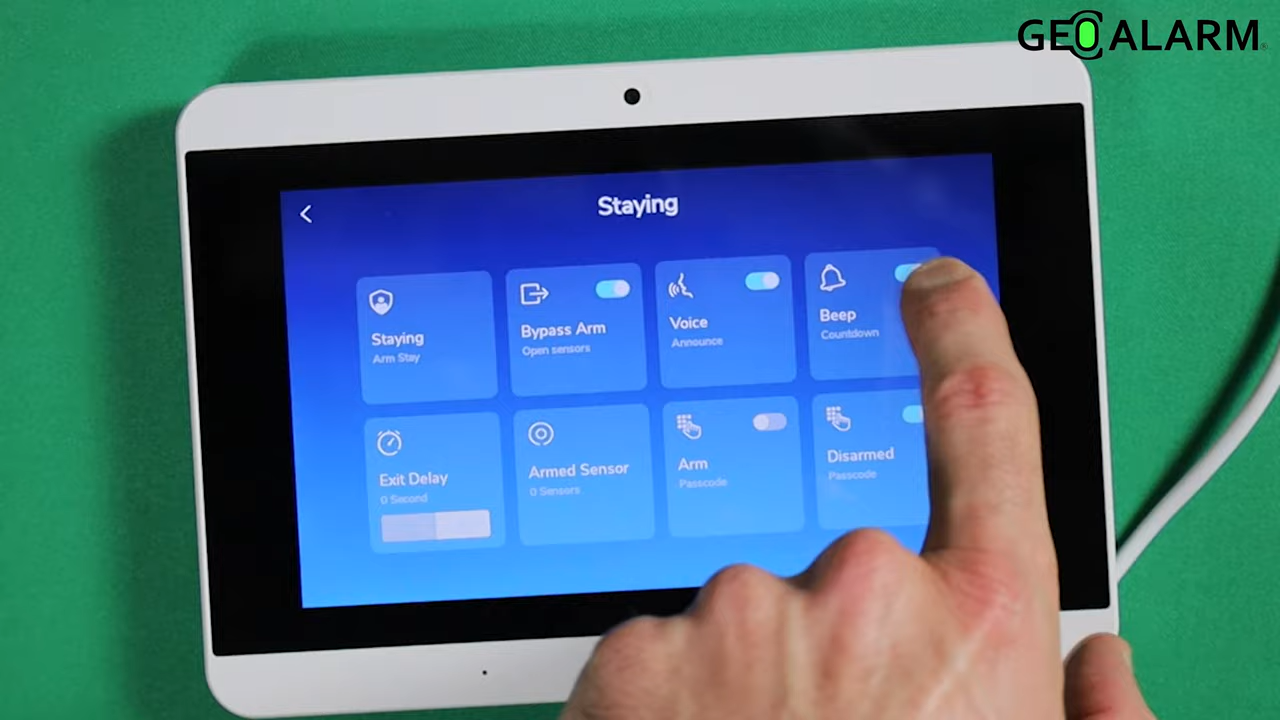 GEOALARM
Staying
Staying
Arm Stay
Bypass Arm
Open sensors
Voice
Announce
Beep
Countdown
Exit Delay
0 Second
Armed Sensor
0 Sensors
Arm
Passcode
Disarmed
Passcode